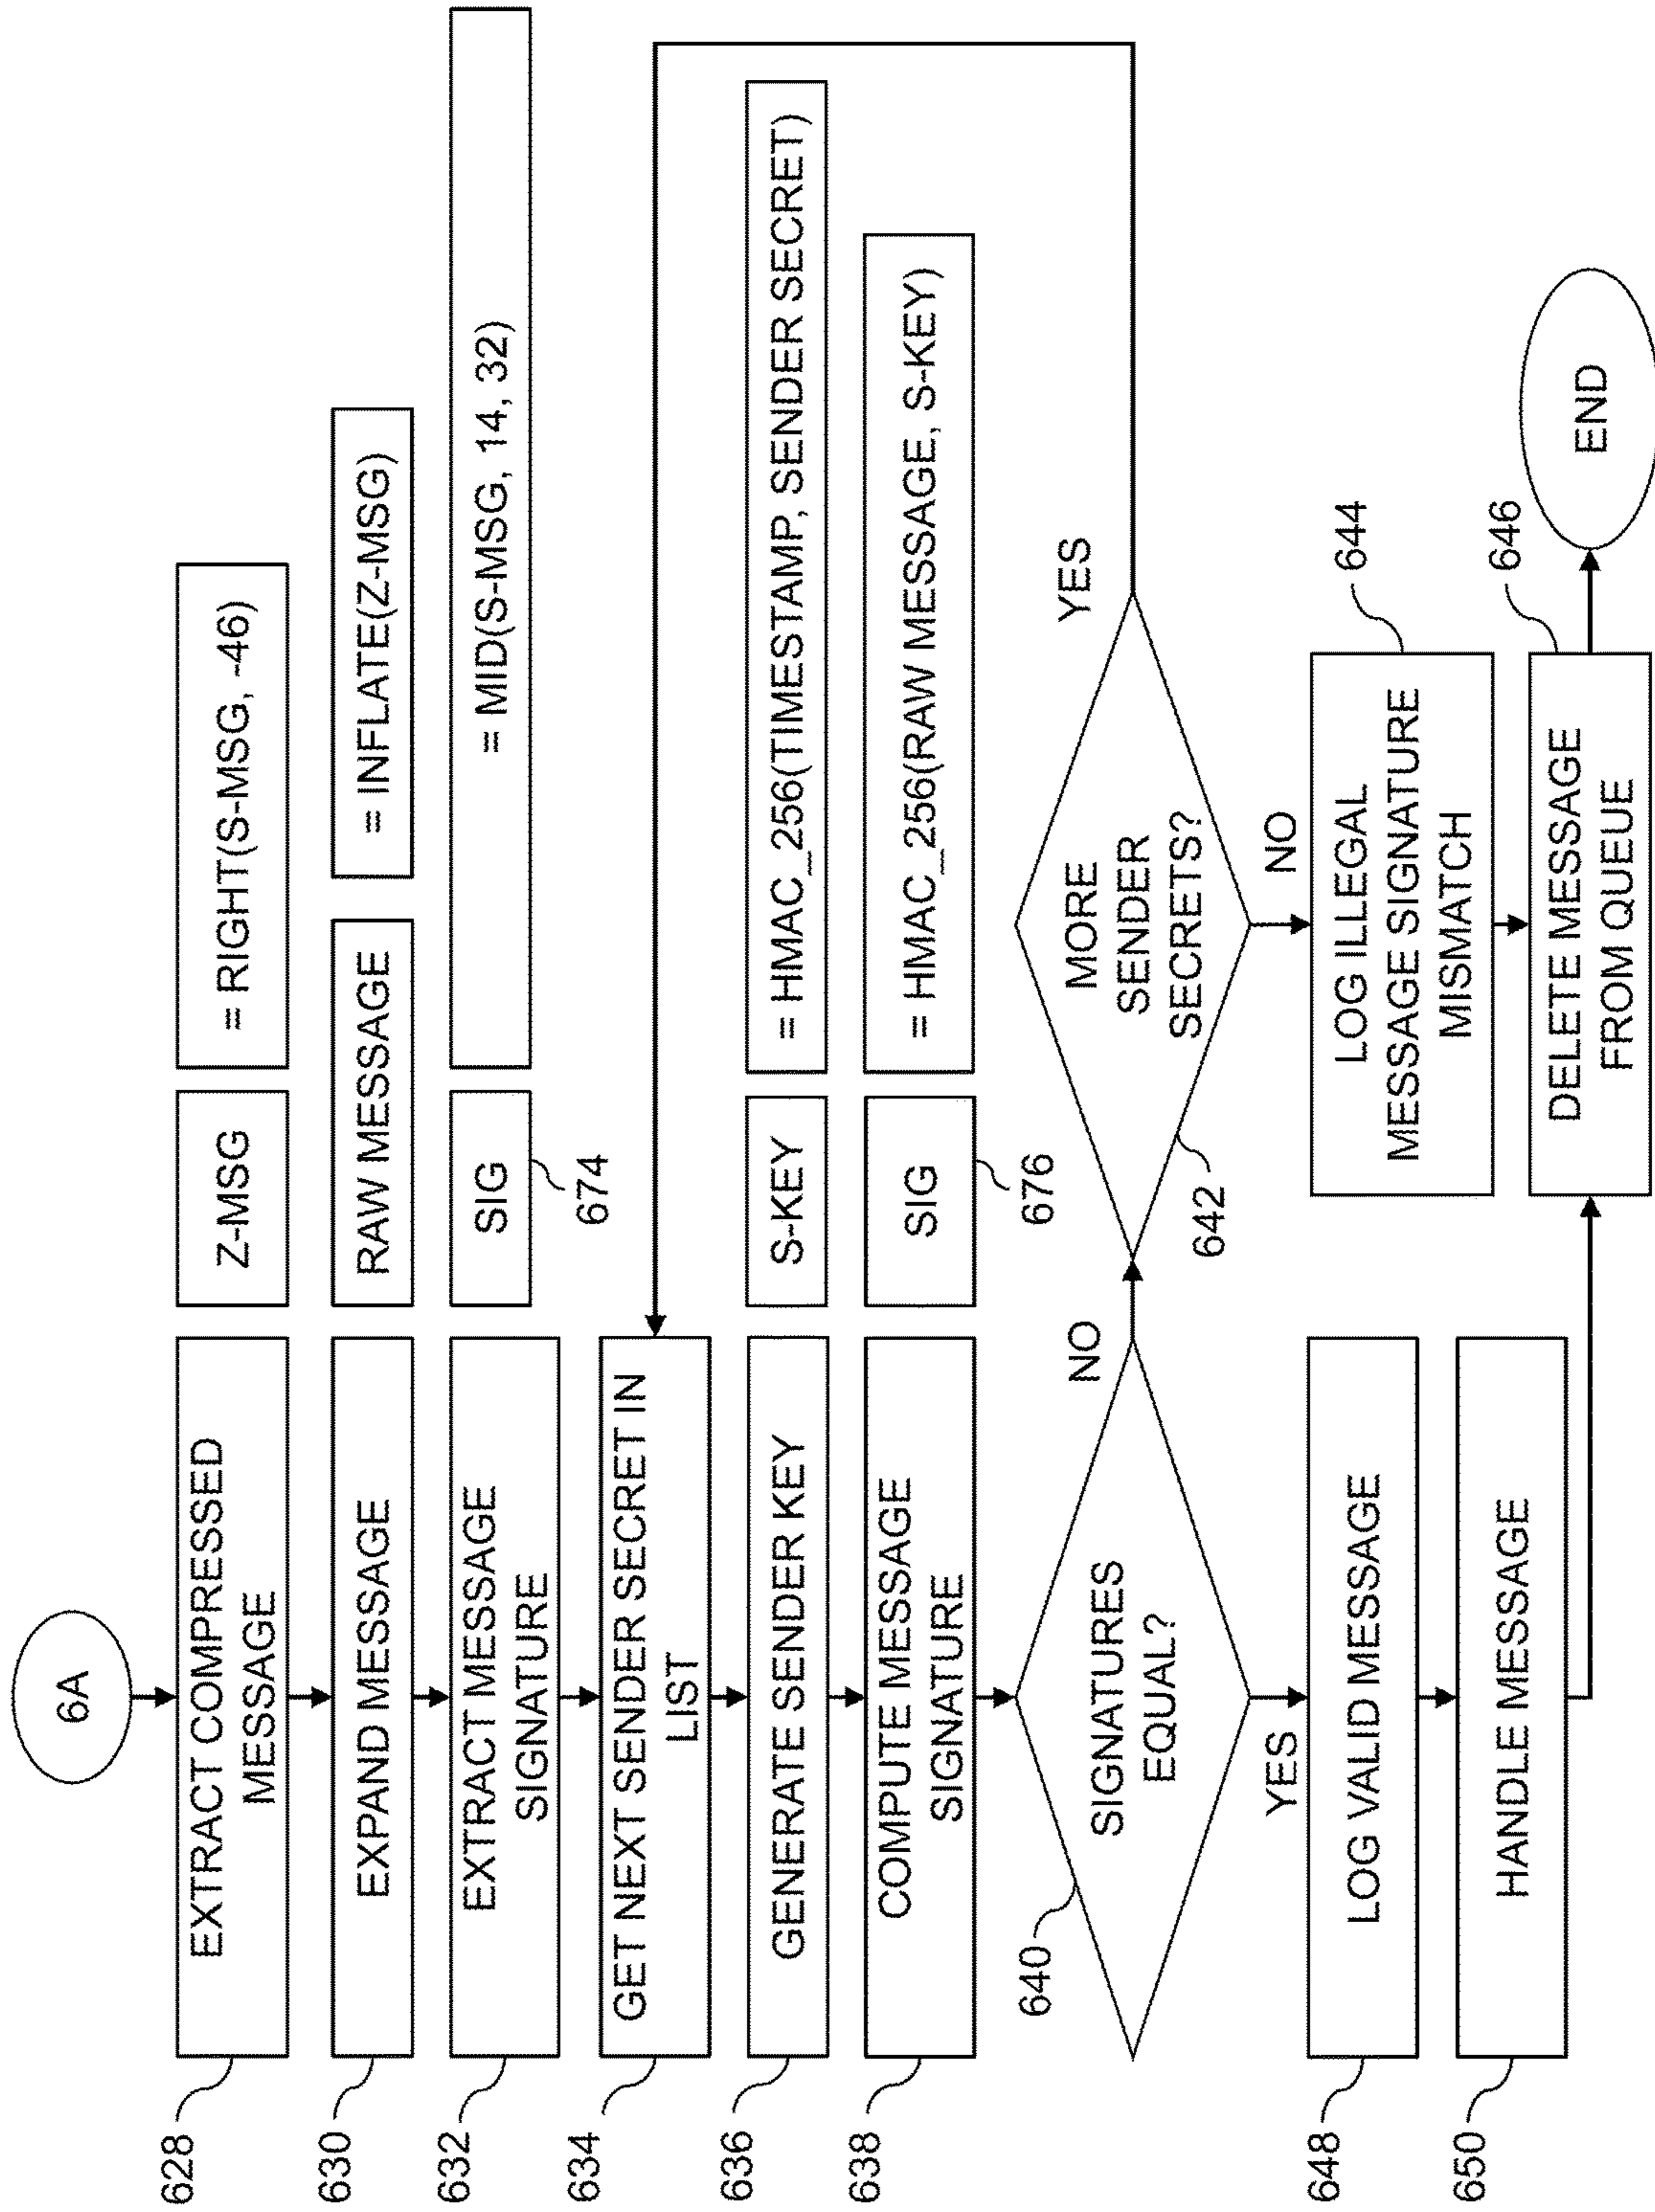 6A
628
EXTRACT COMPRESSED
MESSAGE
Z-MSG
= RIGHT(S-MSG, -46)
630
EXPAND MESSAGE
RAW MESSAGE
= INFLATE(Z-MSG)
632
EXTRACT MESSAGE
SIGNATURE
SIG
674
= MID(S-MSG, 14, 32)
634
GET NEXT SENDER SECRET IN
LIST
636
GENERATE SENDER KEY
S-KEY
= HMAC_256(TIMESTAMP, SENDER SECRET)
638
COMPUTE MESSAGE
SIGNATURE
SIG
676
= HMAC_256(RAW MESSAGE, S-KEY)
640
SIGNATURES
EQUAL?
NO
YES
642
MORE
SENDER
SECRETS?
YES
NO
648
LOG VALID MESSAGE
644
LOG ILLEGAL
MESSAGE SIGNATURE
MISMATCH
650
HANDLE MESSAGE
646
DELETE MESSAGE
FROM QUEUE
END